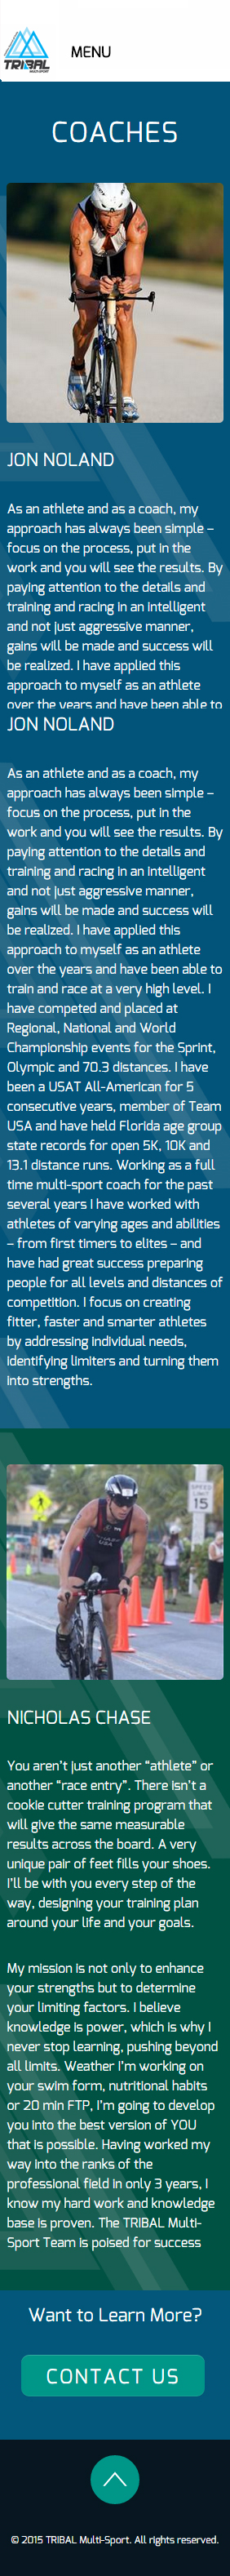 TRIBAL
MULTI-SPORT
MENU
COACHES
JON NOLAND
As an athlete and as a coach, my
approach has always been simple –
focus on the process, put in the
work and you will see the results. By
paying attention to the details and
training and racing in an intelligent
and not just aggressive manner,
gains will be made and success will
be realized. I have applied this
approach to myself as an athlete
over the years and have been able to
JON NOLAND
As an athlete and as a coach, my
approach has always been simple –
focus on the process, put in the
work and you will see the results. By
paying attention to the details and
training and racing in an intelligent
and not just aggressive manner,
gains will be made and success will
be realized. I have applied this
approach to myself as an athlete
over the years and have been able to
train and race at a very high level. I
have competed and placed at
Regional, National and World
Championship events for the Sprint,
Olympic and 70.3 distances. I have
been a USAT All-American for 5
consecutive years, member of Team
USA and have held Florida age group
state records for open 5K, 10K and
13.1 distance runs. Working as a full
time multi-sport coach for the past
several years I have worked with
athletes of varying ages and abilities
– from first timers to elites – and
have had great success preparing
people for all levels and distances of
competition. I focus on creating
fitter, faster and smarter athletes
by addressing individual needs,
identifying limiters and turning them
into strengths.
SPEED
LIMIT
15
USA
NICHOLAS CHASE
You aren't just another "athlete" or
another "race entry". There isn't a
cookie cutter training program that
will give the same measurable
results across the board. A very
unique pair of feet fills your shoes.
I'll be with you every step of the
way, designing your training plan
around your life and your goals.
My mission is not only to enhance
your strengths but to determine
your limiting factors. I believe
knowledge is power, which is why I
never stop learning, pushing beyond
all limits. Weather I'm working on
your swim form, nutritional habits
or 20 min FTP, I'm going to develop
you into the best version of YOU
that is possible. Having worked my
way into the ranks of the
professional field in only 3 years, I
know my hard work and knowledge
base is proven. The TRIBAL Multi-
Sport Team is poised for success
Want to Learn More?
CONTACT US
© 2015 TRIBAL Multi-Sport. All rights reserved.